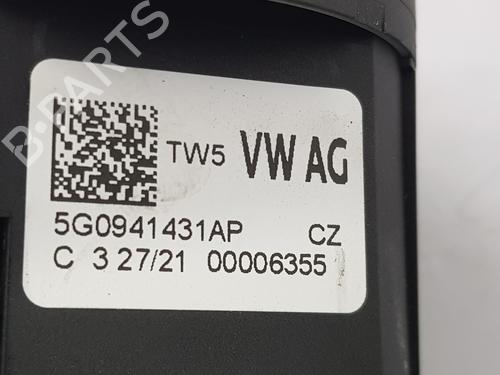 B-PARTS
TW5 VW AG
5G0941431AP CZ
C 3 27/21 00006355